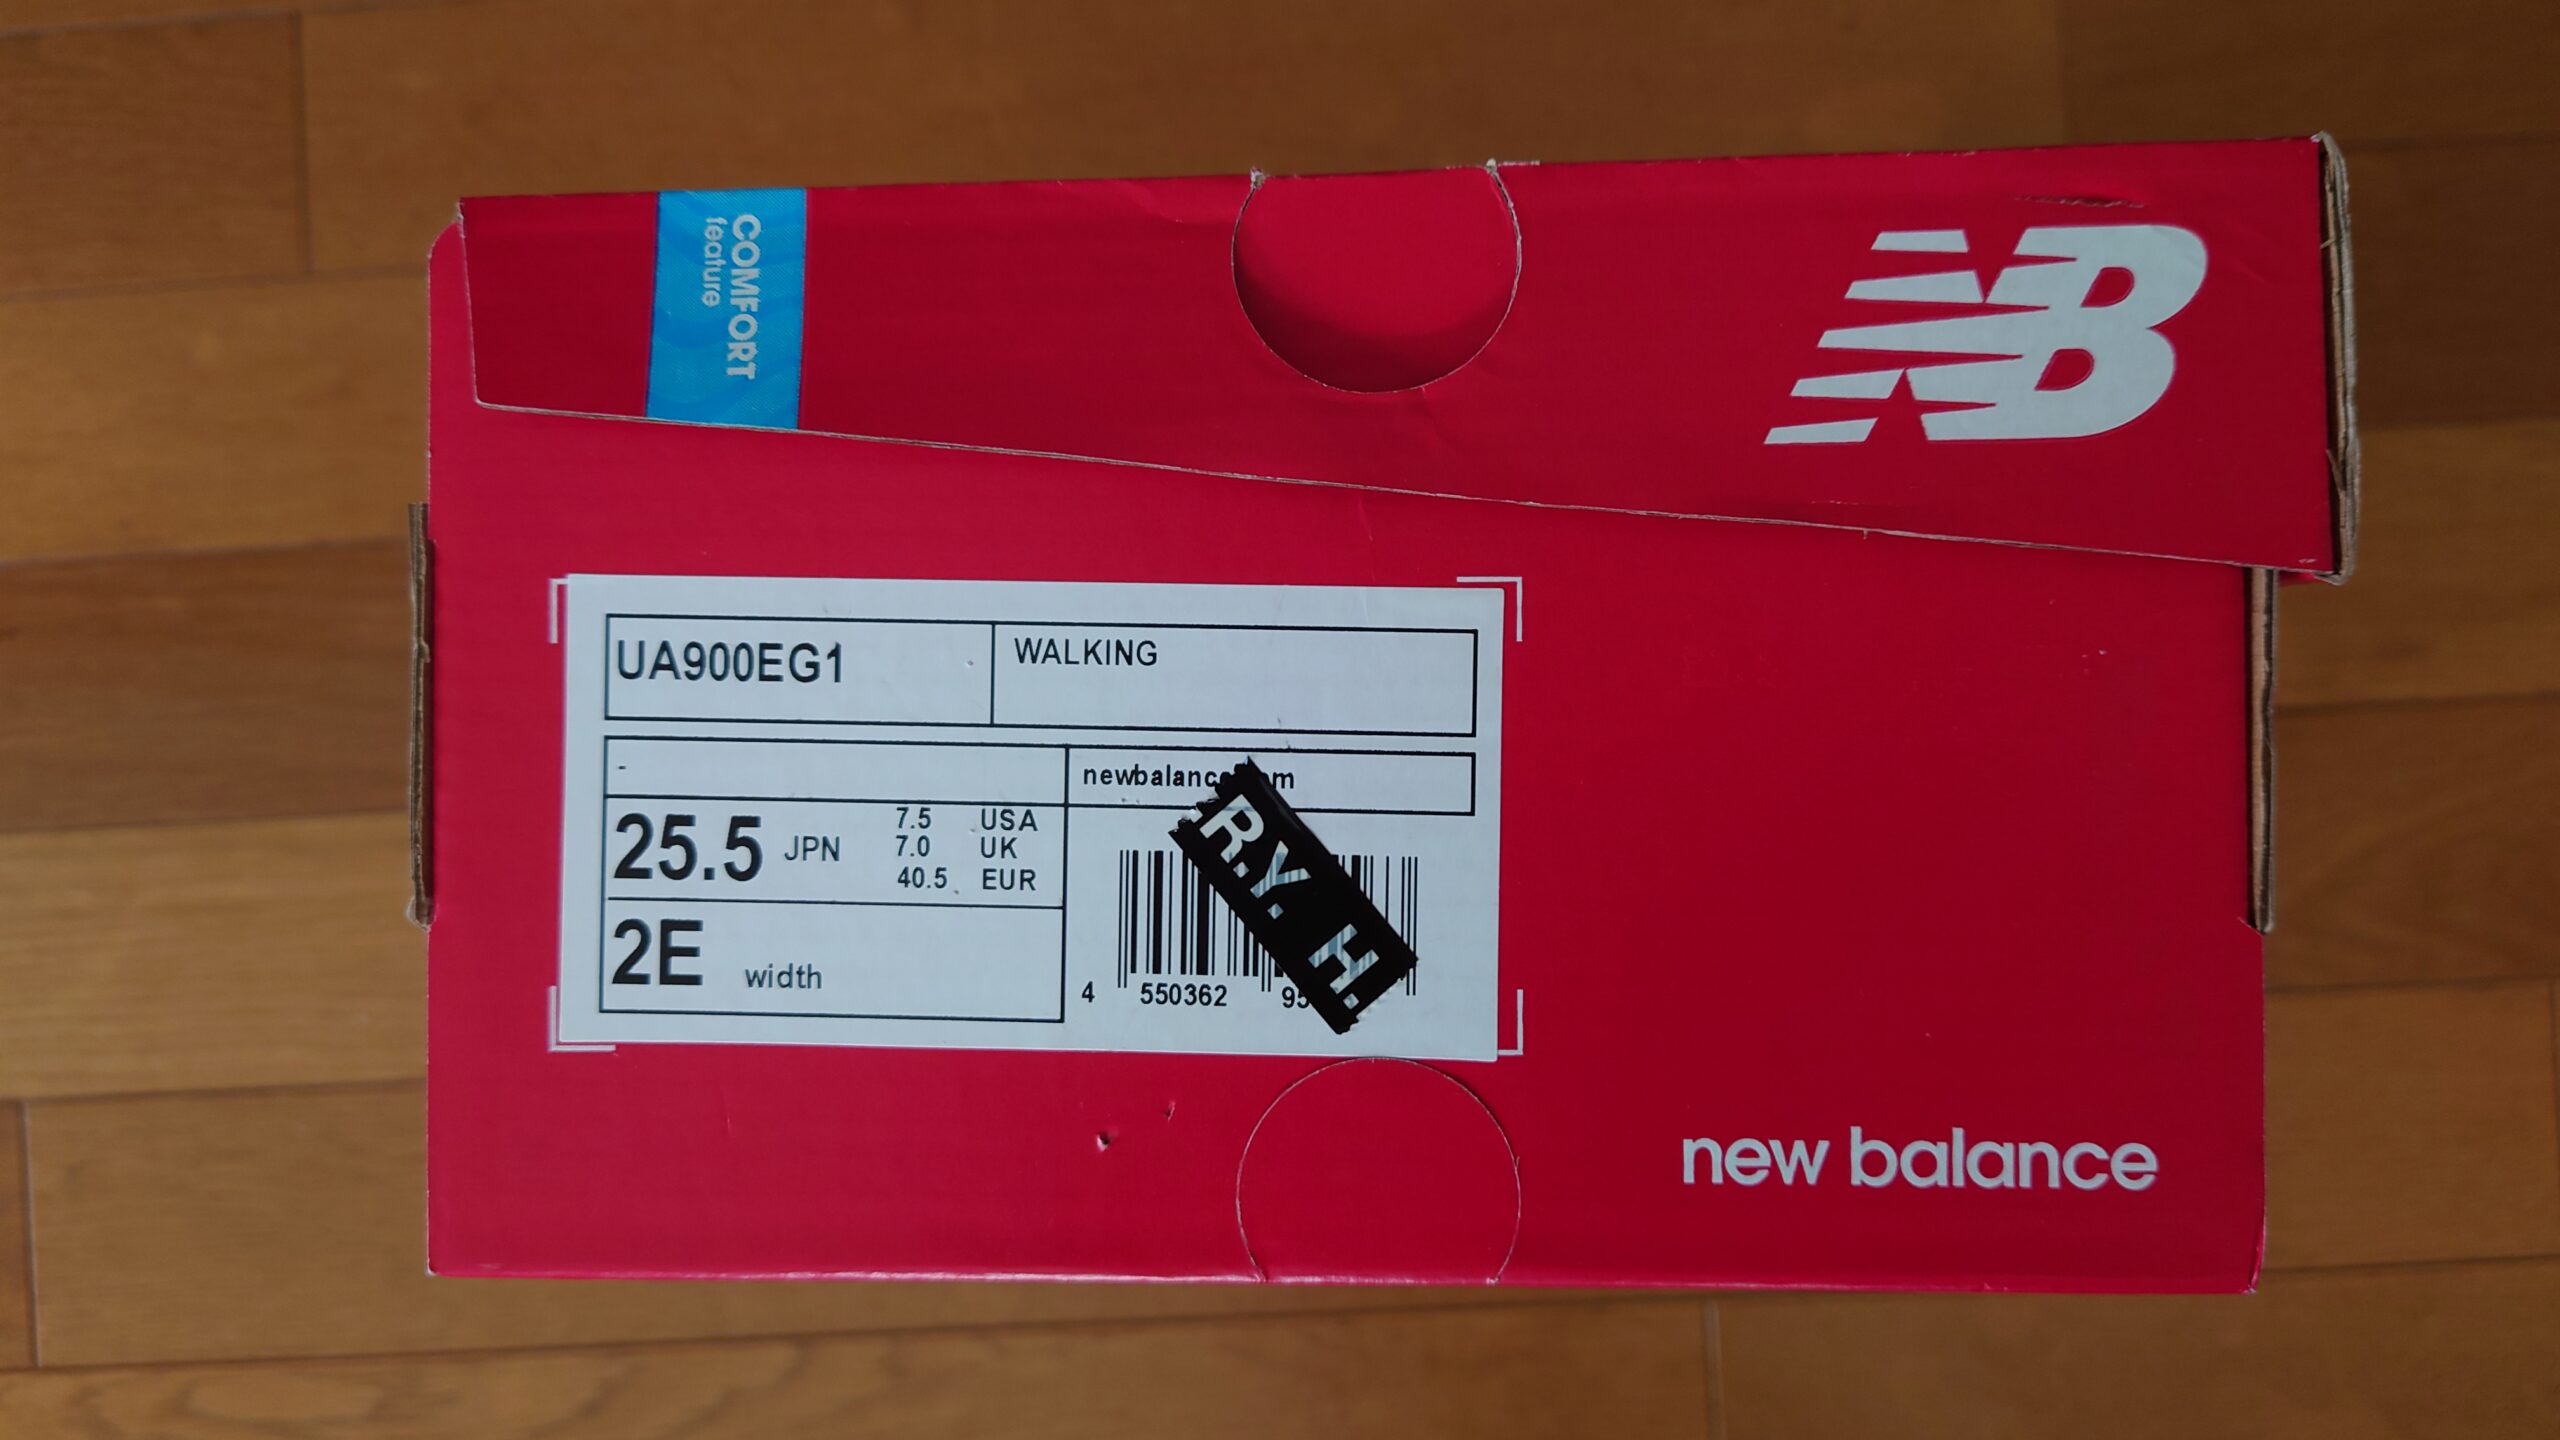 COMFORT
feature
NB
UA900EG1
WALKING
-
25.5 JPN
7.5 USA
7.0 UK
40.5 EUR
2E width
R.Y. H.
4 550362
new balance